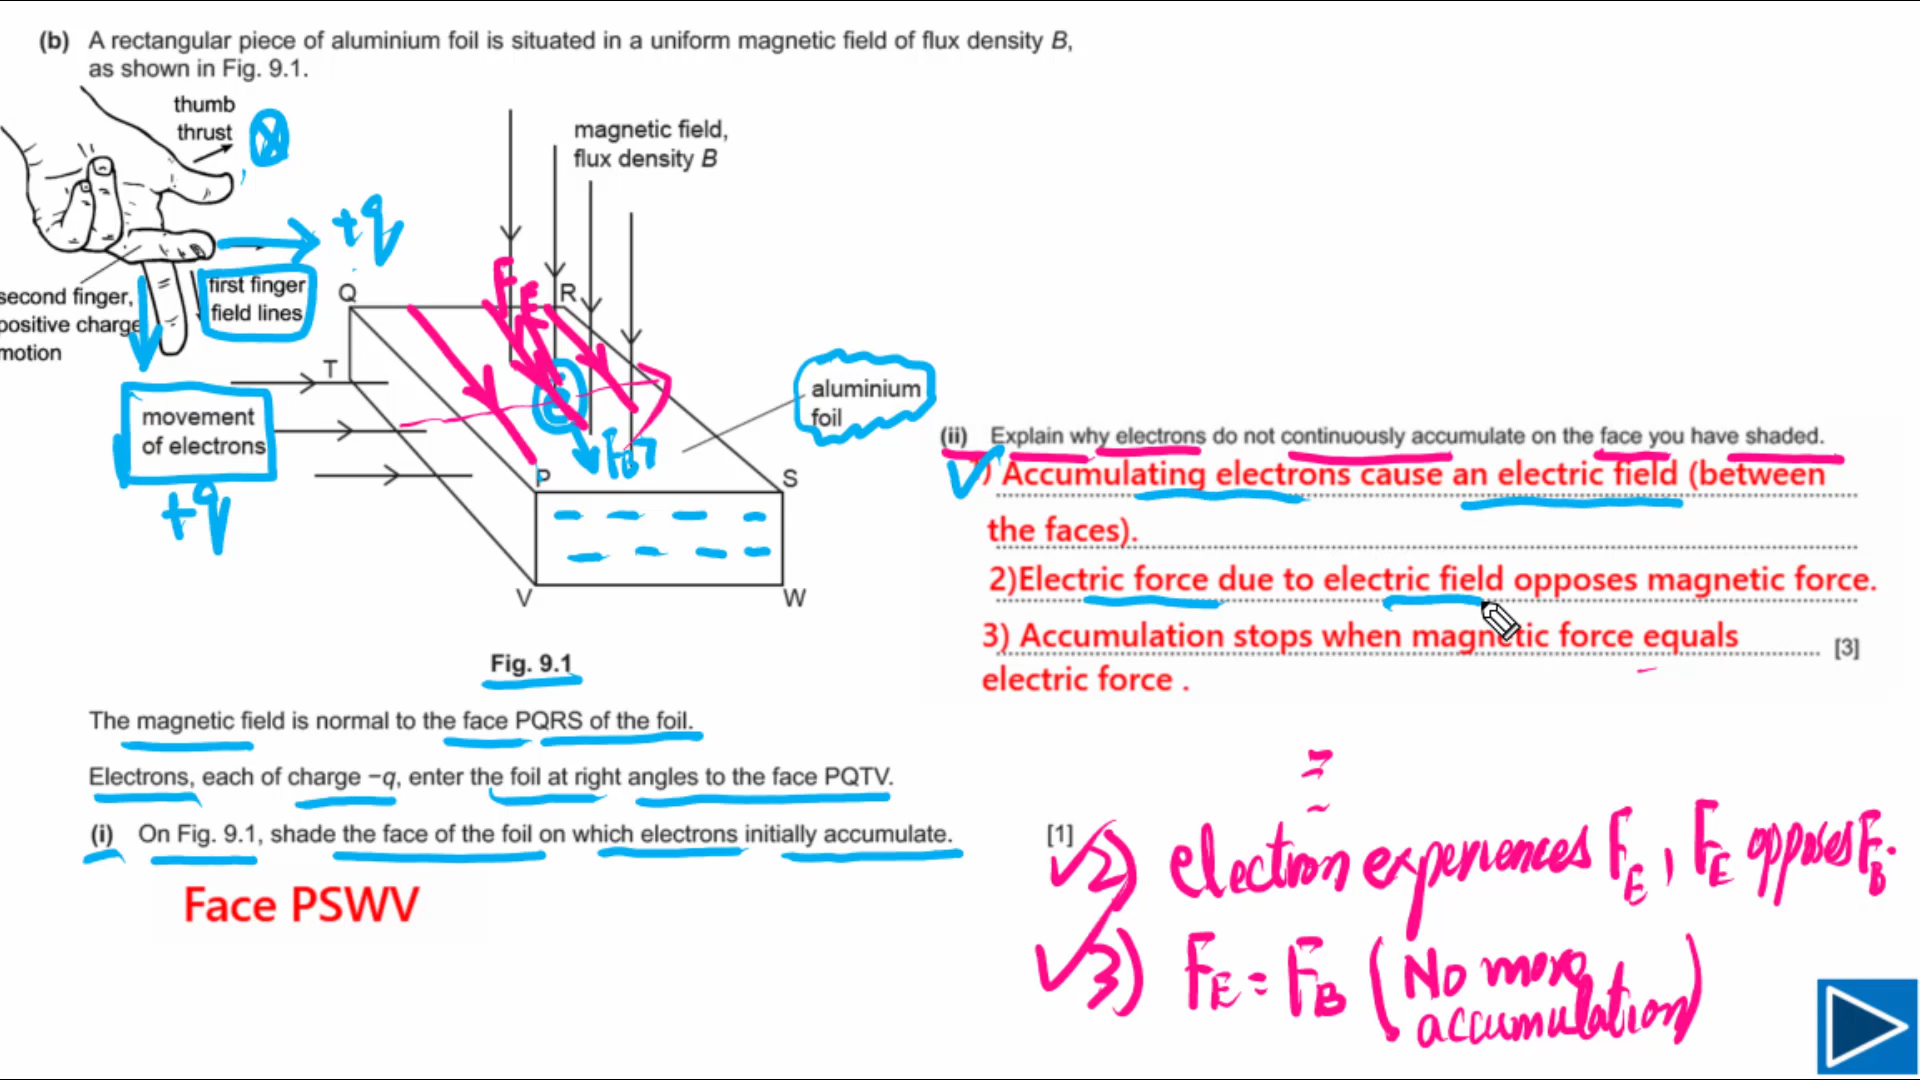 (b) A rectangular piece of aluminium foil is situated in a uniform magnetic field of flux density B,
as shown in Fig. 9.1.
thumb
thrust
magnetic field,
flux density B
+q
first finger
field lines
second finger,
positive charge
motion
Q
R
FE
T
movement
of electrons
+q
aluminium
foil
FB
P
S
V
W
Fig. 9.1
The magnetic field is normal to the face PQRS of the foil.
Electrons, each of charge −q, enter the foil at right angles to the face PQTV.
(i) On Fig. 9.1, shade the face of the foil on which electrons initially accumulate. [1]
Face PSWV
(ii) Explain why electrons do not continuously accumulate on the face you have shaded.
1) Accumulating electrons cause an electric field (between
the faces).
2)Electric force due to electric field opposes magnetic force.
3) Accumulation stops when magnetic force equals
electric force .
[3]
2) electron experiences FE, FE opposes FB.
3) FE = FB (No more
accumulation)